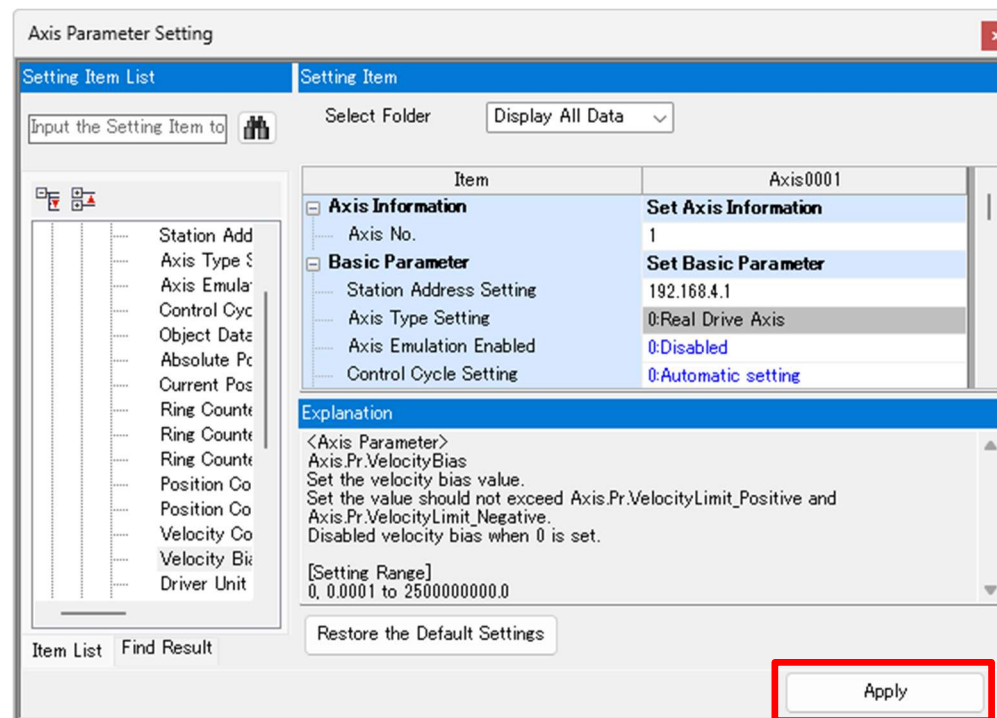 Axis Parameter Setting
Setting Item List
Input the Setting Item to
Station Add
Axis Type S
Axis Emula
Control Cyc
Object Data
Absolute Po
Current Pos
Ring Counte
Ring Counte
Ring Counte
Position Co
Position Co
Velocity Co
Velocity Bia
Driver Unit
Item List Find Result
Setting Item
Select Folder Display All Data
Item Axis0001
Axis Information Set Axis Information
Axis No. 1
Basic Parameter Set Basic Parameter
Station Address Setting 192.168.4.1
Axis Type Setting 0:Real Drive Axis
Axis Emulation Enabled 0:Disabled
Control Cycle Setting 0:Automatic setting
Explanation
<Axis Parameter>
Axis.Pr.VelocityBias
Set the velocity bias value.
Set the value should not exceed Axis.Pr.VelocityLimit_Positive and
Axis.Pr.VelocityLimit_Negative.
Disabled velocity bias when 0 is set.
[Setting Range]
0, 0.0001 to 2500000000.0
Restore the Default Settings
Apply